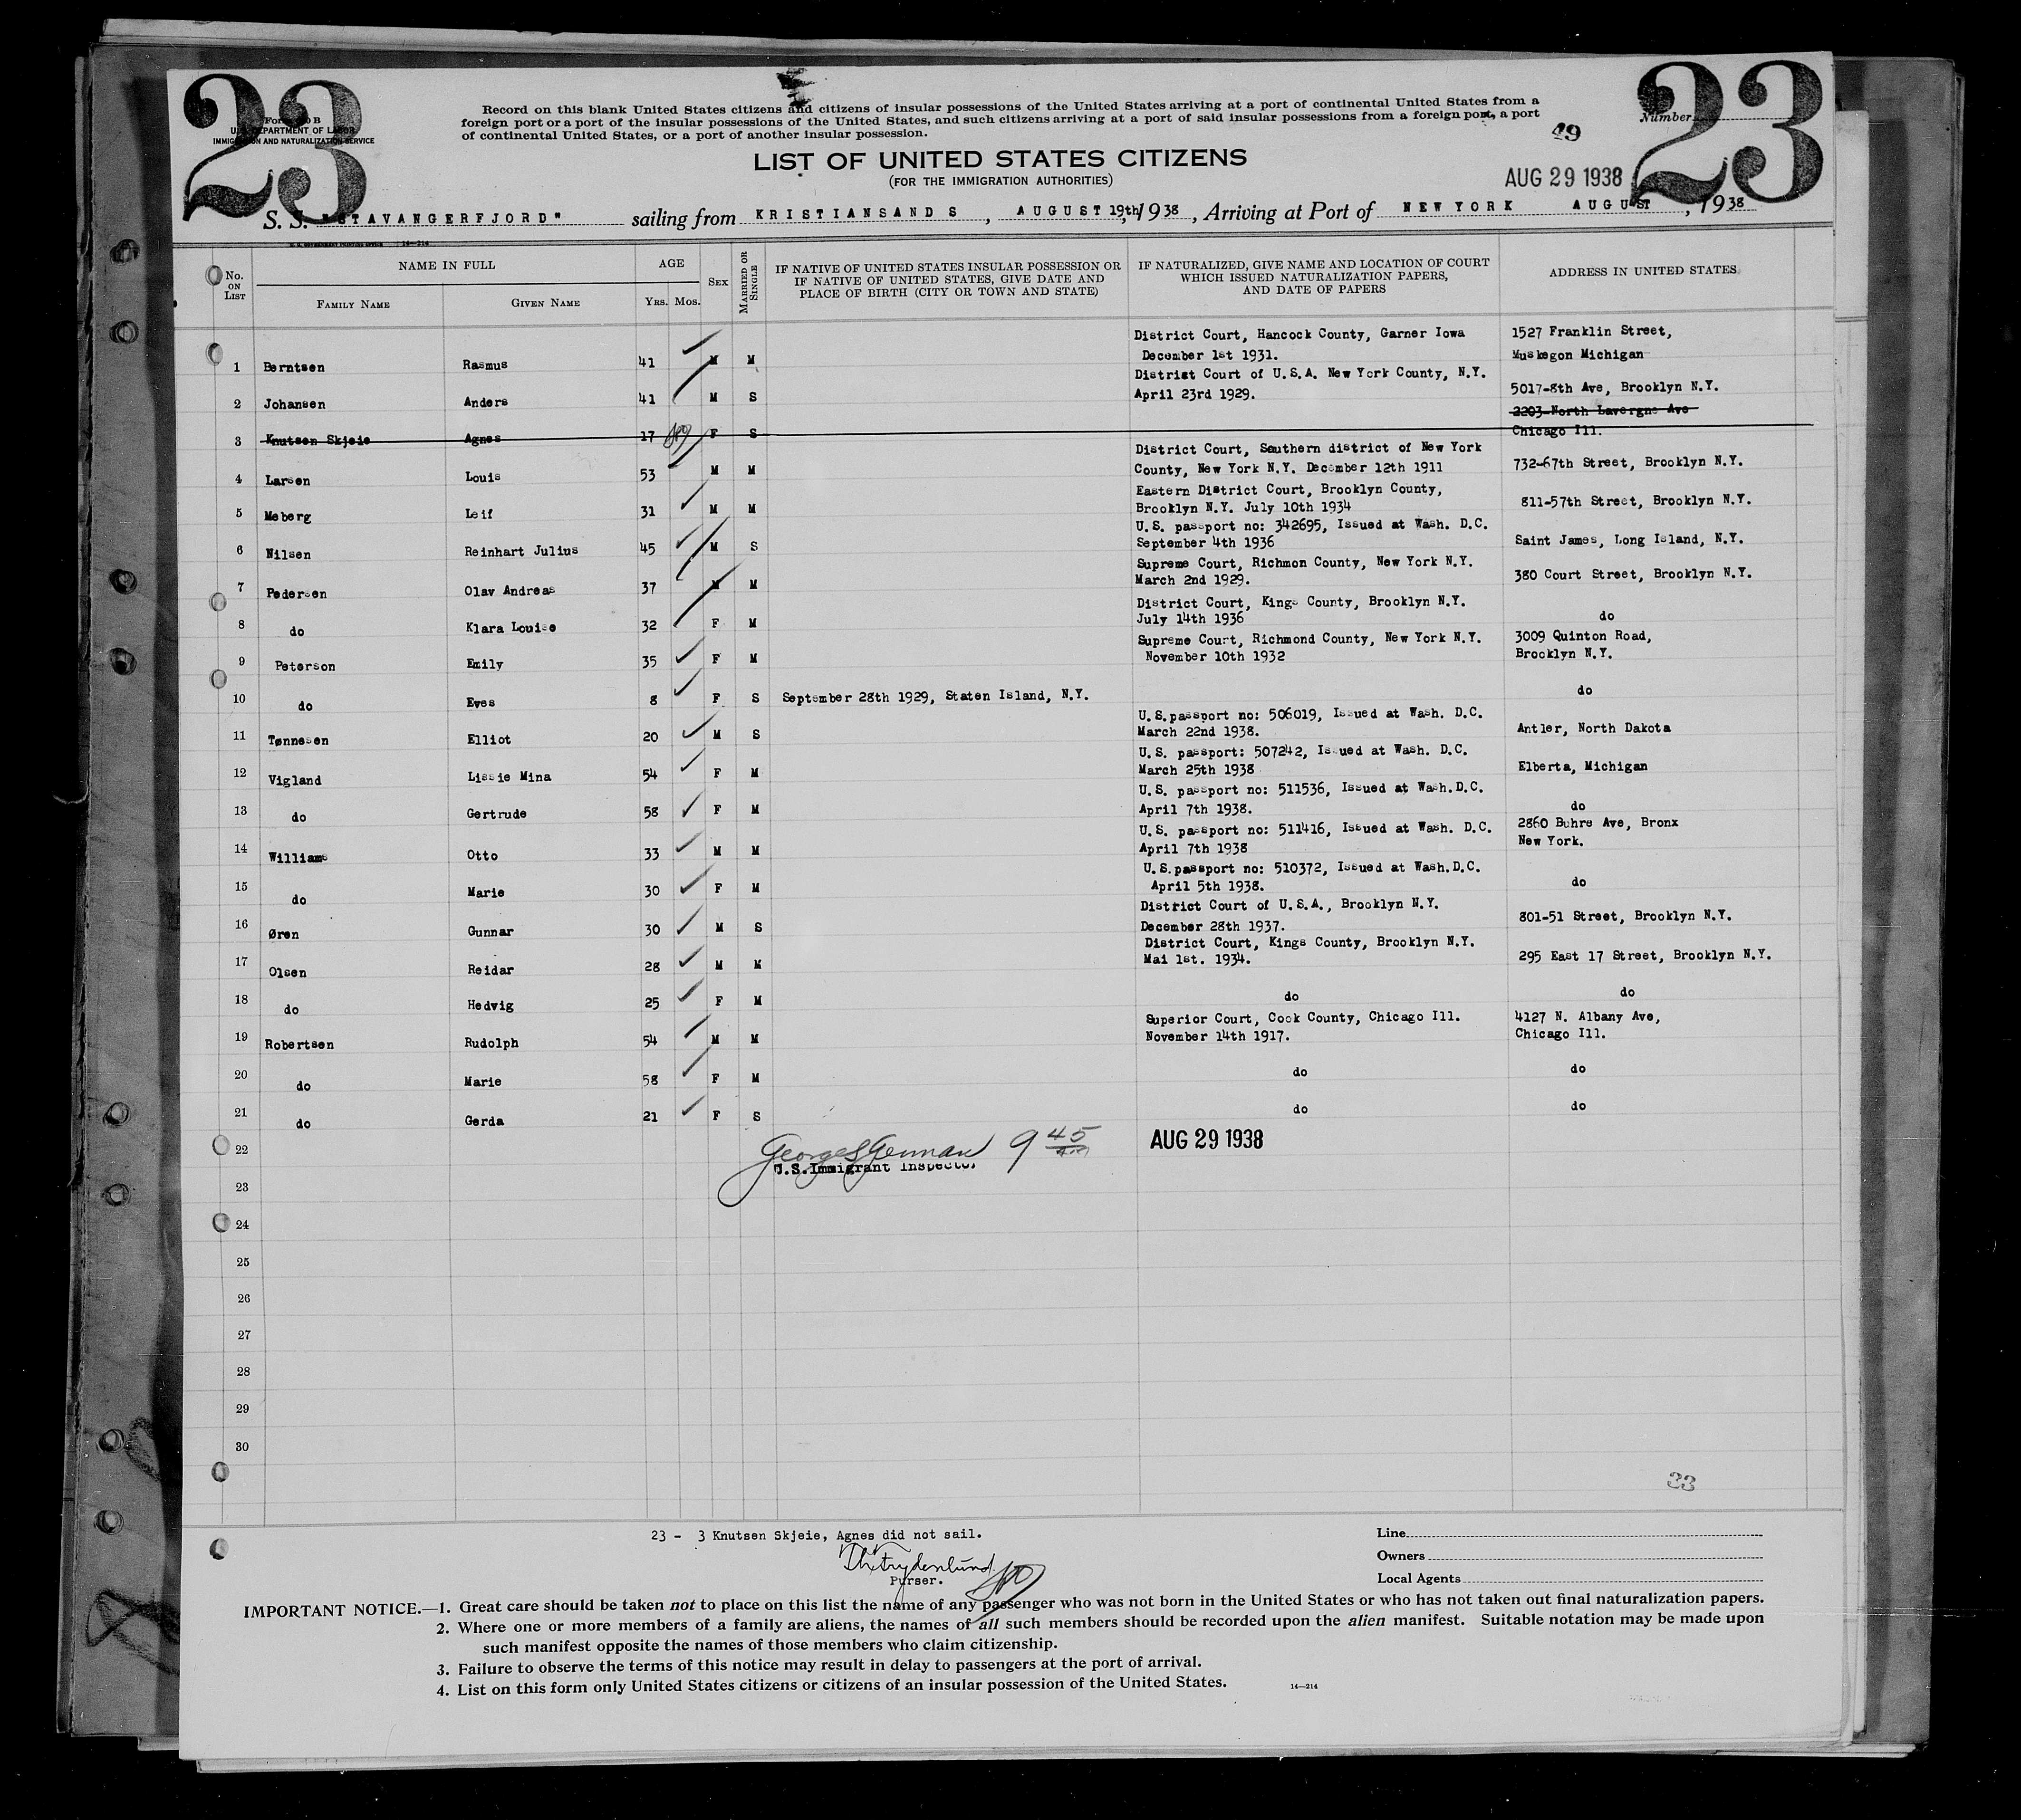 23
23
Form 630 B
U. S. DEPARTMENT OF LABOR
IMMIGRATION AND NATURALIZATION SERVICE
Record on this blank United States citizens and citizens of insular possessions of the United States arriving at a port of continental United States from a
foreign port or a port of the insular possessions of the United States, and such citizens arriving at a port of said insular possessions from a foreign port, a port
of continental United States, or a port of another insular possession.
Number
49
LIST OF UNITED STATES CITIZENS
(FOR THE IMMIGRATION AUTHORITIES)
AUG 29 1938
S. S. "STAVANGERFJORD" sailing from KRISTIANSAND S, AUGUST 19th, 1938, Arriving at Port of NEW YORK AUGUST, 1938
U. S. GOVERNMENT PRINTING OFFICE 14—214
No. ON LIST
NAME IN FULL
FAMILY NAME
GIVEN NAME
AGE
YRS. MOS.
SEX
MARRIED OR SINGLE
IF NATIVE OF UNITED STATES INSULAR POSSESSION OR
IF NATIVE OF UNITED STATES, GIVE DATE AND
PLACE OF BIRTH (CITY OR TOWN AND STATE)
IF NATURALIZED, GIVE NAME AND LOCATION OF COURT
WHICH ISSUED NATURALIZATION PAPERS,
AND DATE OF PAPERS
ADDRESS IN UNITED STATES
District Court, Hancock County, Garner Iowa 1527 Franklin Street,
1 Berntsen Rasmus 41 M M December 1st 1931. Muskegon Michigan
District Court of U.S.A. New York County, N.Y.
2 Johansen Anders 41 M S April 23rd 1929. 5017-8th Ave, Brooklyn N.Y.
2203-North Lavergne Ave
3 Knutsen Skjeie Agnes 17 F S Chicago Ill.
District Court, Southern district of New York
4 Larsen Louis 53 M M County, New York N.Y. December 12th 1911 732-67th Street, Brooklyn N.Y.
Eastern District Court, Brooklyn County,
5 Meberg Leif 31 M M Brooklyn N.Y. July 10th 1934 811-57th Street, Brooklyn N.Y.
U.S. passport no: 342695, Issued at Wash. D.C.
6 Nilsen Reinhart Julius 45 M S September 4th 1936 Saint James, Long Island, N.Y.
Supreme Court, Richmon County, New York N.Y.
7 Pedersen Olav Andreas 37 M M March 2nd 1929. 380 Court Street, Brooklyn N.Y.
District Court, Kings County, Brooklyn N.Y.
8 do Klara Louise 32 F M July 14th 1936 do
Supreme Court, Richmond County, New York N.Y. 3009 Quinton Road,
9 Peterson Emily 35 F M November 10th 1932 Brooklyn N.Y.
10 do Eves 8 F S September 28th 1929, Staten Island, N.Y. do
U.S.passport no: 506019, Issued at Wash. D.C.
11 Tønnesen Elliot 20 M S March 22nd 1938. Antler, North Dakota
U.S. passport: 507242, Issued at Wash. D.C.
12 Vigland Lissie Mina 54 F M March 25th 1938 Elberta, Michigan
U.S. passport no: 511536, Issued at Wash.D.C.
13 do Gertrude 58 F M April 7th 1938. do
U.S. passport no: 511416, Issued at Wash. D.C. 2860 Buhre Ave, Bronx
14 Williams Otto 33 M M April 7th 1938 New York.
U.S.passport no: 510372, Issued at Wash.D.C.
15 do Marie 30 F M April 5th 1938. do
District Court of U.S.A., Brooklyn N.Y.
16 Øren Gunnar 30 M S December 28th 1937. 801-51 Street, Brooklyn N.Y.
District Court, Kings County, Brooklyn N.Y.
17 Olsen Reidar 28 M M Mai 1st. 1934. 295 East 17 Street, Brooklyn N.Y.
18 do Hedvig 25 F M do do
Superior Court, Cook County, Chicago Ill. 4127 N. Albany Ave,
19 Robertsen Rudolph 54 M M November 14th 1917. Chicago Ill.
20 do Marie 58 F M do do
21 do Gerda 21 F S do do
22 9 45 AUG 29 1938
U.S.Immigrant Inspector
23
24
25
26
27
28
29
30
33
23 - 3 Knutsen Skjeie, Agnes did not sail.
Purser.
Line
Owners
Local Agents
IMPORTANT NOTICE.—1. Great care should be taken not to place on this list the name of any passenger who was not born in the United States or who has not taken out final naturalization papers.
2. Where one or more members of a family are aliens, the names of all such members should be recorded upon the alien manifest. Suitable notation may be made upon
such manifest opposite the names of those members who claim citizenship.
3. Failure to observe the terms of this notice may result in delay to passengers at the port of arrival.
4. List on this form only United States citizens or citizens of an insular possession of the United States.
14—214